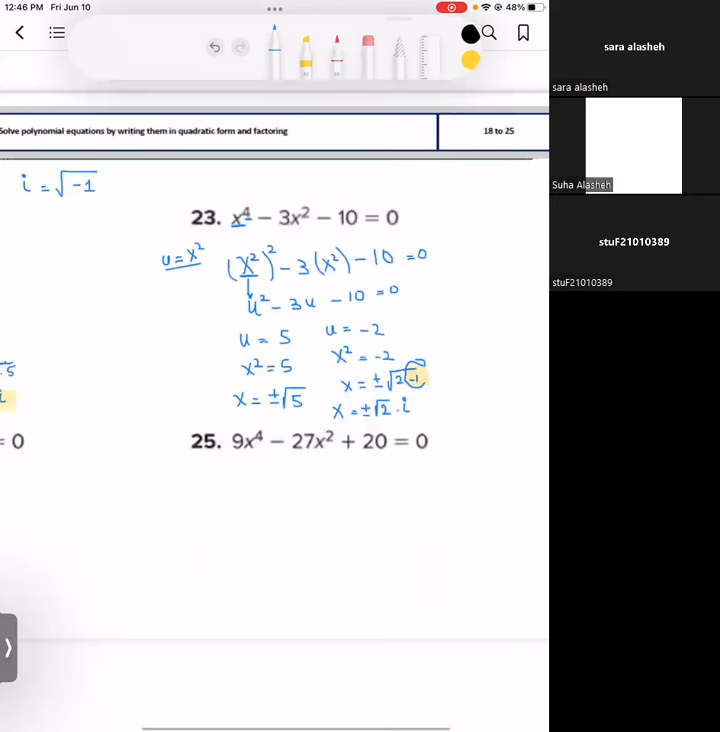 12:46 PM Fri Jun 10
48%
Solve polynomial equations by writing them in quadratic form and factoring
18 to 25
i = √-1
23. x⁴ − 3x² − 10 = 0
u = x²
(x²)² − 3(x²) − 10 = 0
u² − 3u − 10 = 0
u = 5
u = −2
x² = 5
x² = −2
x = ±√5
x = ±√2(-1)
x = ±√2 · i
5
i
= 0
25. 9x⁴ − 27x² + 20 = 0
sara alasheh
sara alasheh
Suha Alasheh
stuF21010389
stuF21010389